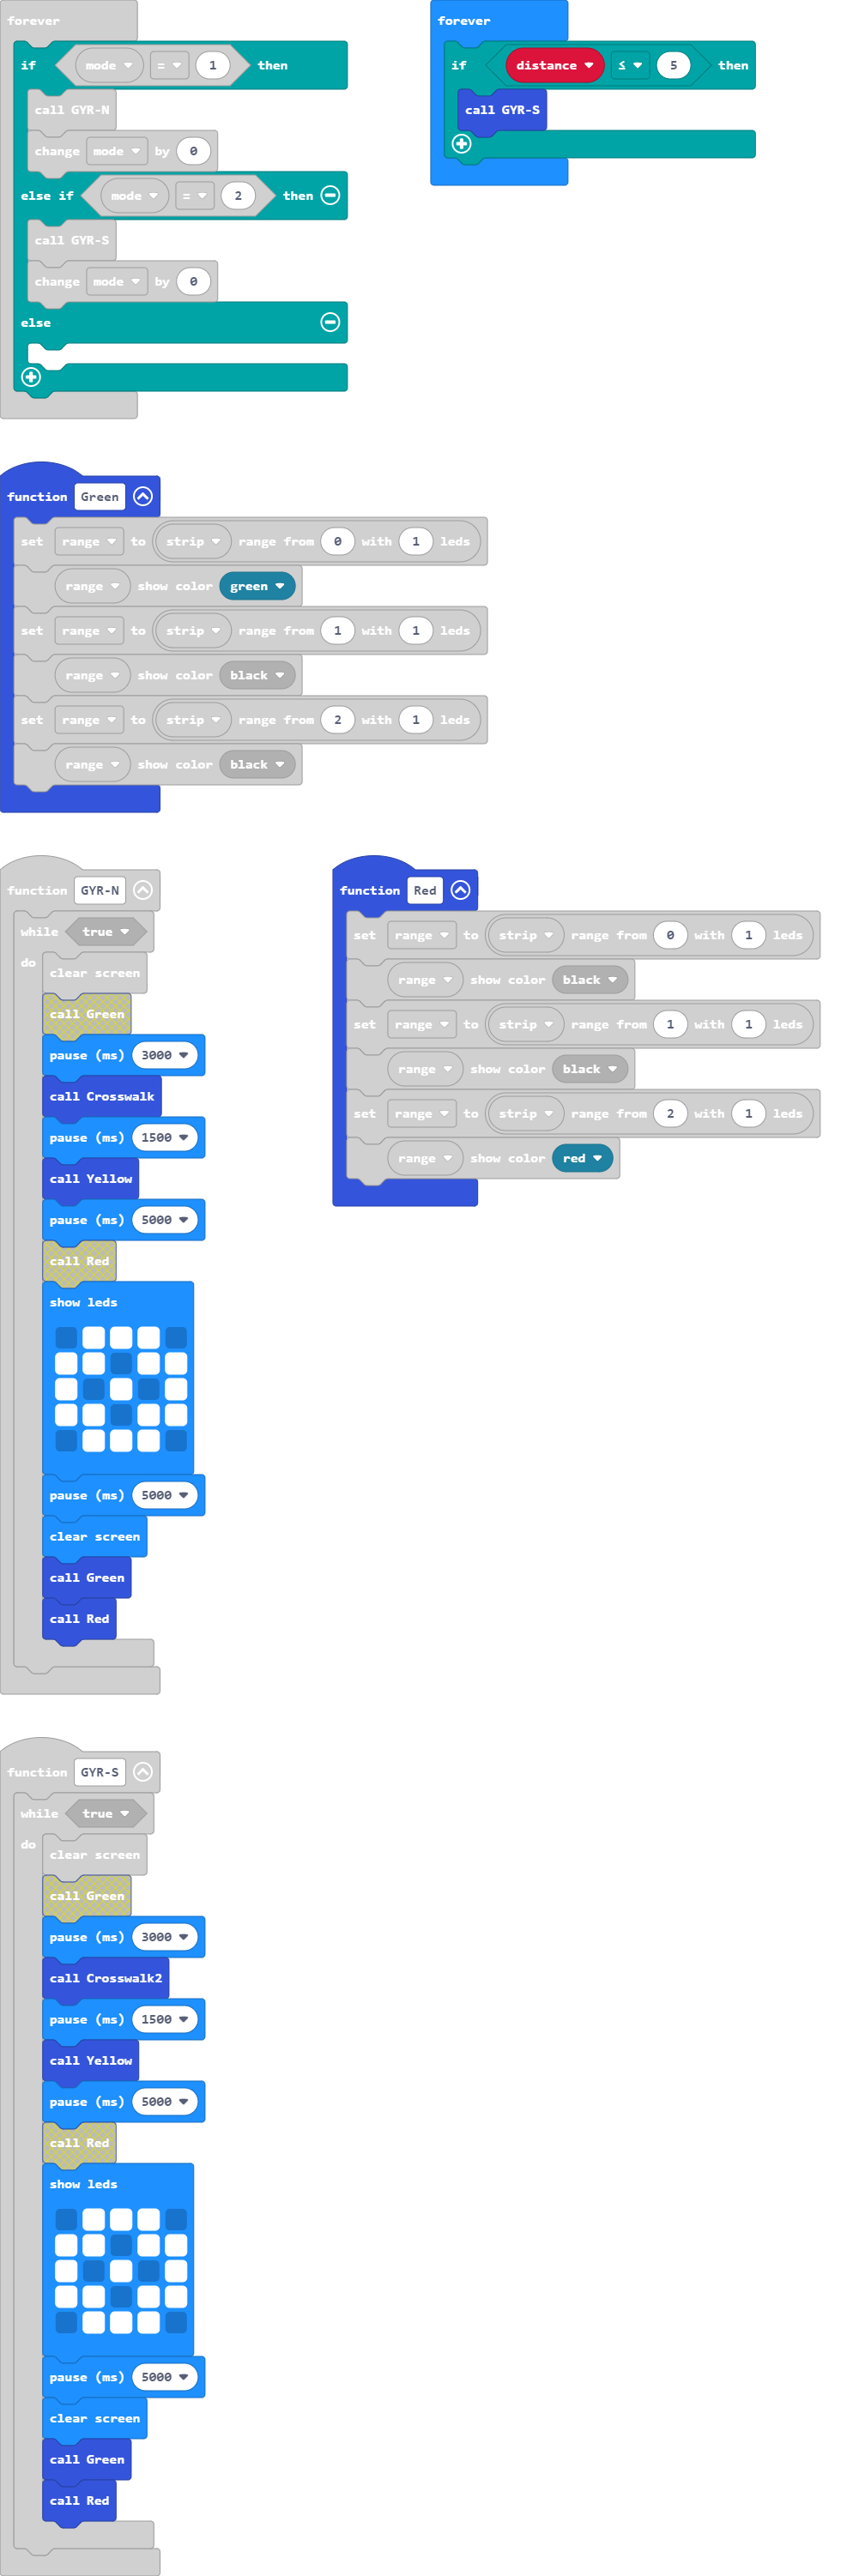 forever
if mode = 1 then
call GYR-N
change mode by 0
else if mode = 2 then
call GYR-S
change mode by 0
else
forever
if distance ≤ 5 then
call GYR-S
function Green
set range to strip range from 0 with 1 leds
range show color green
set range to strip range from 1 with 1 leds
range show color black
set range to strip range from 2 with 1 leds
range show color black
function GYR-N
while true
do
clear screen
call Green
pause (ms) 3000
call Crosswalk
pause (ms) 1500
call Yellow
pause (ms) 5000
call Red
show leds
pause (ms) 5000
clear screen
call Green
call Red
function Red
set range to strip range from 0 with 1 leds
range show color black
set range to strip range from 1 with 1 leds
range show color black
set range to strip range from 2 with 1 leds
range show color red
function GYR-S
while true
do
clear screen
call Green
pause (ms) 3000
call Crosswalk2
pause (ms) 1500
call Yellow
pause (ms) 5000
call Red
show leds
pause (ms) 5000
clear screen
call Green
call Red